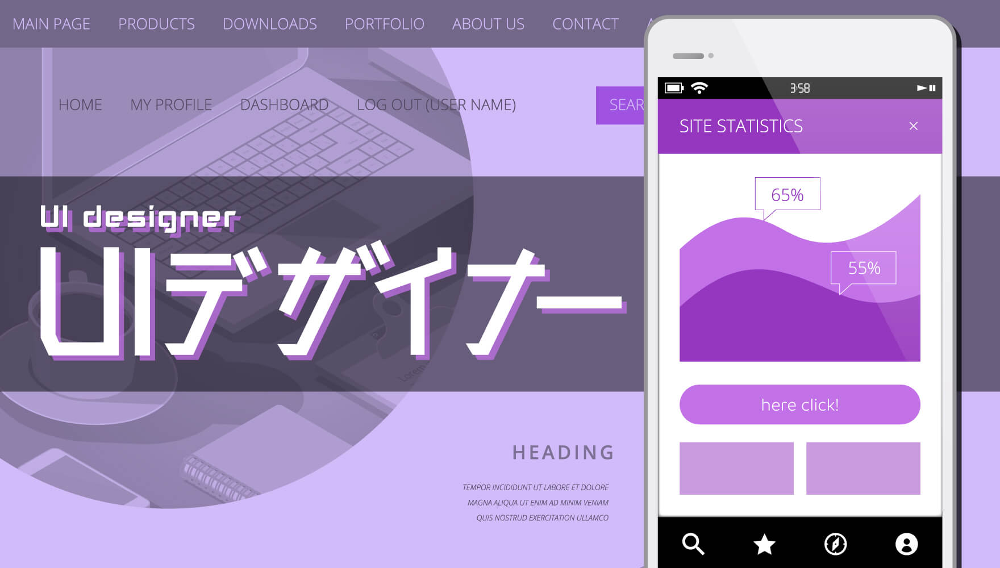 MAIN PAGE PRODUCTS DOWNLOADS PORTFOLIO ABOUT US CONTACT
HOME MY PROFILE DASHBOARD LOG OUT (USER NAME) SEAR
UI designer
UIデザイナー
HEADING
TEMPOR INCIDIDUNT UT LABORE ET DOLORE
MAGNA ALIQUA UT ENIM AD MINIM VENIAM
QUIS NOSTRUD EXERCITATION ULLAMCO
Lorem
3:58
SITE STATISTICS ×
65%
55%
here click!